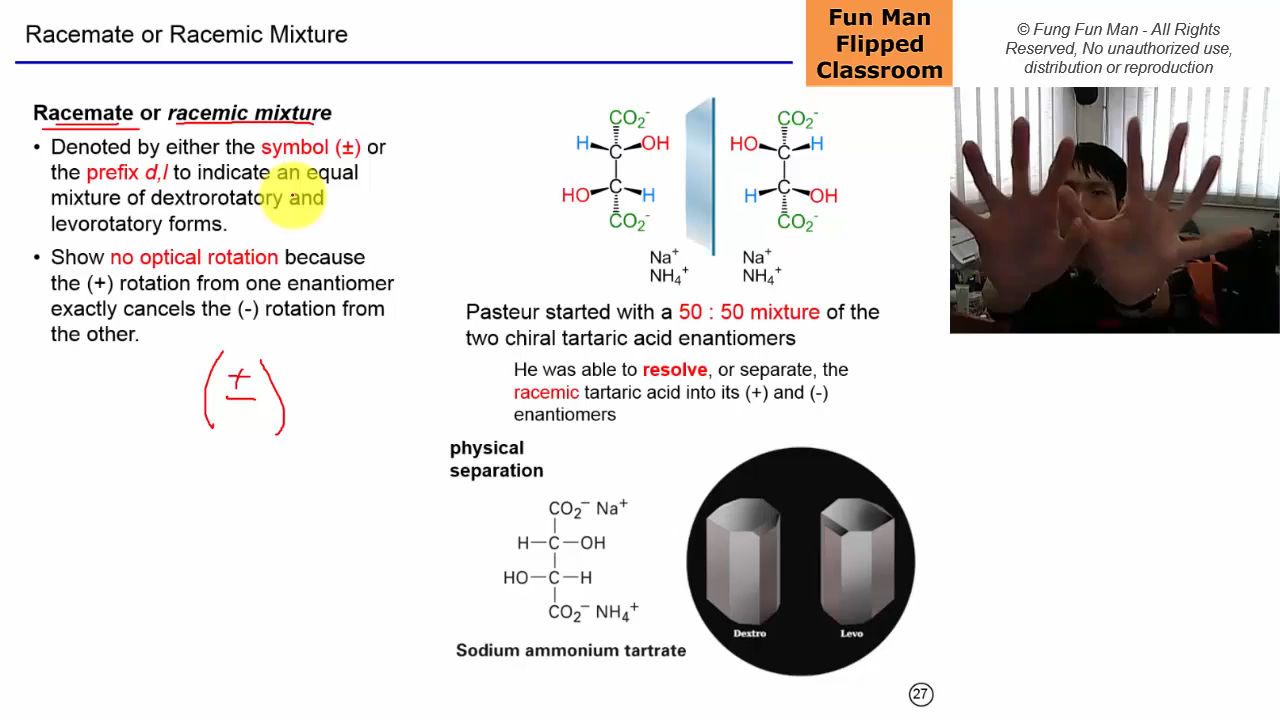 Racemate or Racemic Mixture
Fun Man
Flipped
Classroom
© Fung Fun Man - All Rights
Reserved, No unauthorized use,
distribution or reproduction
Racemate or racemic mixture
• Denoted by either the symbol (±) or
the prefix d,l to indicate an equal
mixture of dextrorotatory and
levorotatory forms.
• Show no optical rotation because
the (+) rotation from one enantiomer
exactly cancels the (-) rotation from
the other.
(±)
CO₂⁻ CO₂⁻
H C OH HO C H
HO C H H C OH
CO₂⁻ CO₂⁻
Na⁺ Na⁺
NH₄⁺ NH₄⁺
Pasteur started with a 50 : 50 mixture of the
two chiral tartaric acid enantiomers
He was able to resolve, or separate, the
racemic tartaric acid into its (+) and (-)
enantiomers
physical
separation
CO₂⁻ Na⁺
H—C—OH
HO—C—H
CO₂⁻ NH₄⁺
Sodium ammonium tartrate
Dextro Levo
27